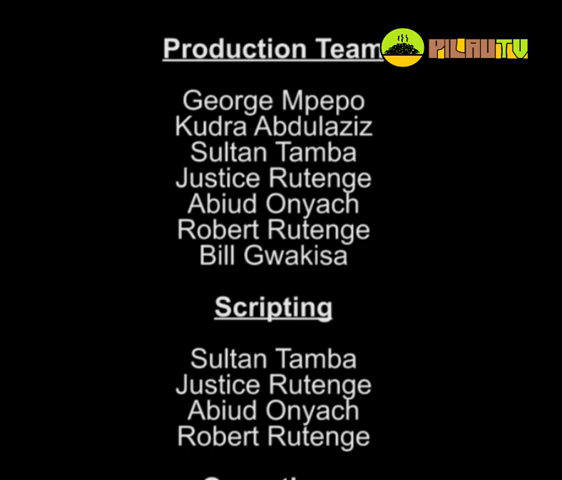 Production Team
PILAUTV
George Mpepo
Kudra Abdulaziz
Sultan Tamba
Justice Rutenge
Abiud Onyach
Robert Rutenge
Bill Gwakisa
Scripting
Sultan Tamba
Justice Rutenge
Abiud Onyach
Robert Rutenge